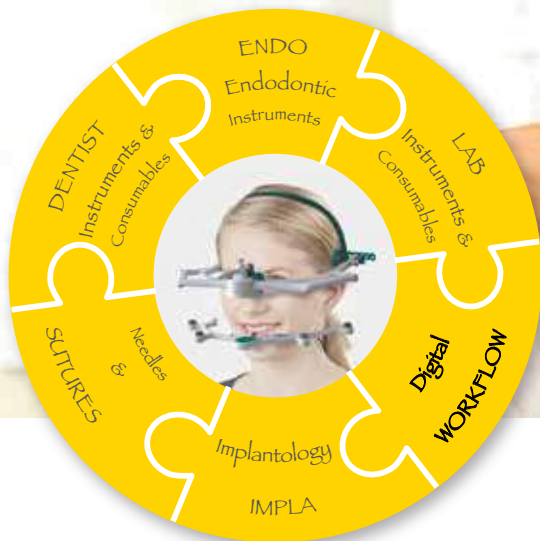 ENDO
Endodontic
Instruments
LAB
Instruments &
Consumables
Digital
WORKFLOW
Implantology
IMPLA
Needles
&
SUTURES
DENTIST
Instruments &
Consumables